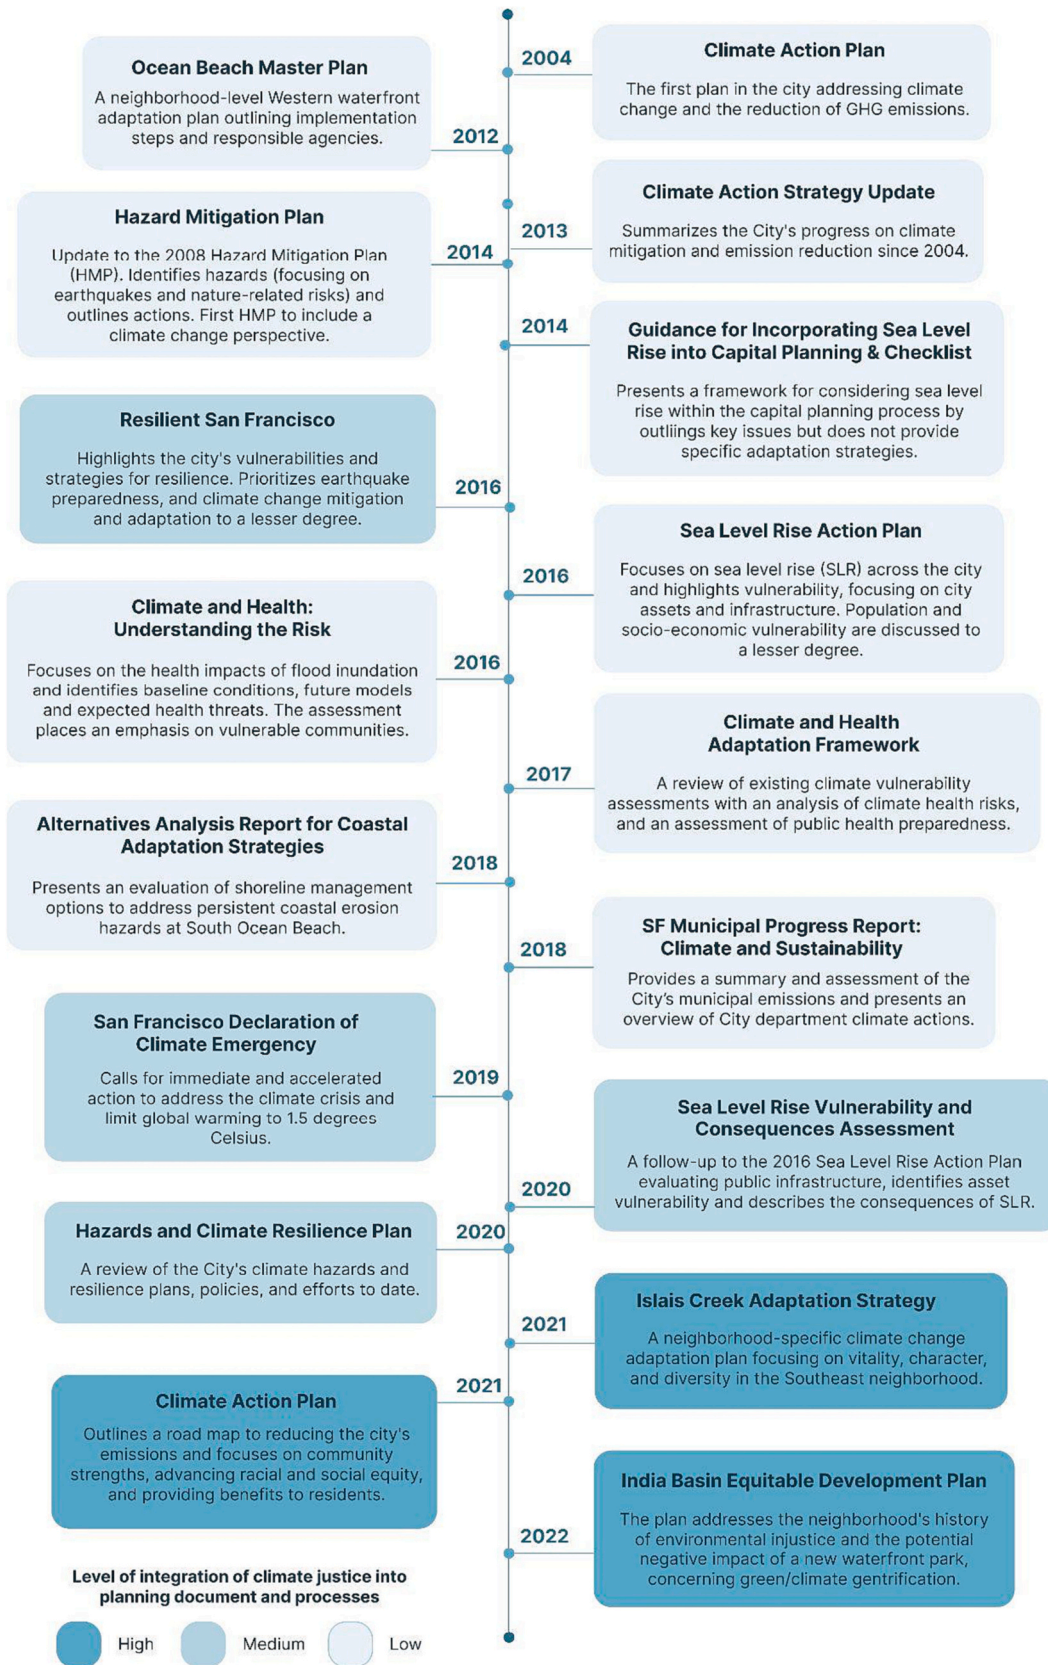 2004
Climate Action Plan
The first plan in the city addressing climate
change and the reduction of GHG emissions.
Ocean Beach Master Plan
A neighborhood-level Western waterfront
adaptation plan outlining implementation
steps and responsible agencies.
2012
Climate Action Strategy Update
Summarizes the City's progress on climate
mitigation and emission reduction since 2004.
2013
Hazard Mitigation Plan
Update to the 2008 Hazard Mitigation Plan
(HMP). Identifies hazards (focusing on
earthquakes and nature-related risks) and
outlines actions. First HMP to include a
climate change perspective.
2014
2014
Guidance for Incorporating Sea Level
Rise into Capital Planning & Checklist
Presents a framework for considering sea level
rise within the capital planning process by
outliings key issues but does not provide
specific adaptation strategies.
Resilient San Francisco
Highlights the city's vulnerabilities and
strategies for resilience. Prioritizes earthquake
preparedness, and climate change mitigation
and adaptation to a lesser degree.
2016
2016
Sea Level Rise Action Plan
Focuses on sea level rise (SLR) across the city
and highlights vulnerability, focusing on city
assets and infrastructure. Population and
socio-economic vulnerability are discussed to
a lesser degree.
Climate and Health:
Understanding the Risk
Focuses on the health impacts of flood inundation
and identifies baseline conditions, future models
and expected health threats. The assessment
places an emphasis on vulnerable communities.
2016
2017
Climate and Health
Adaptation Framework
A review of existing climate vulnerability
assessments with an analysis of climate health risks,
and an assessment of public health preparedness.
Alternatives Analysis Report for Coastal
Adaptation Strategies
Presents an evaluation of shoreline management
options to address persistent coastal erosion
hazards at South Ocean Beach.
2018
2018
SF Municipal Progress Report:
Climate and Sustainability
Provides a summary and assessment of the
City's municipal emissions and presents an
overview of City department climate actions.
San Francisco Declaration of
Climate Emergency
Calls for immediate and accelerated
action to address the climate crisis and
limit global warming to 1.5 degrees
Celsius.
2019
2020
Sea Level Rise Vulnerability and
Consequences Assessment
A follow-up to the 2016 Sea Level Rise Action Plan
evaluating public infrastructure, identifies asset
vulnerability and describes the consequences of SLR.
Hazards and Climate Resilience Plan
A review of the City's climate hazards and
resilience plans, policies, and efforts to date.
2020
2021
Islais Creek Adaptation Strategy
A neighborhood-specific climate change
adaptation plan focusing on vitality, character,
and diversity in the Southeast neighborhood.
2021
Climate Action Plan
Outlines a road map to reducing the city's
emissions and focuses on community
strengths, advancing racial and social equity,
and providing benefits to residents.
2022
India Basin Equitable Development Plan
The plan addresses the neighborhood's history
of environmental injustice and the potential
negative impact of a new waterfront park,
concerning green/climate gentrification.
Level of integration of climate justice into
planning document and processes
High
Medium
Low